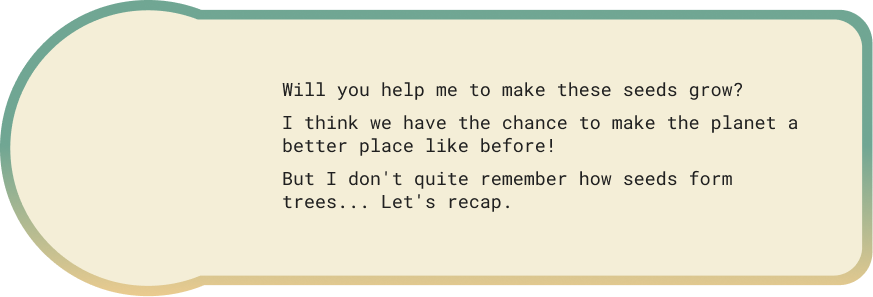 Will you help me to make these seeds grow?
I think we have the chance to make the planet a
better place like before!
But I don't quite remember how seeds form
trees... Let's recap.